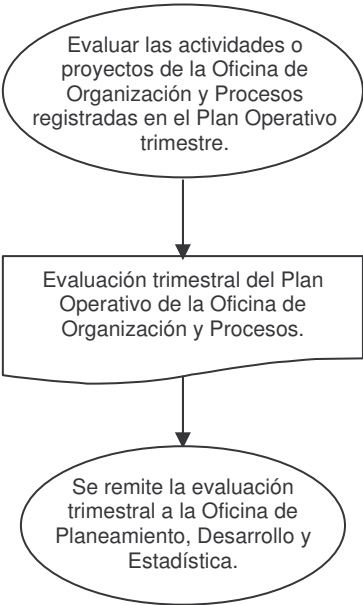 Evaluar las actividades o
proyectos de la Oficina de
Organización y Procesos
registradas en el Plan Operativo
trimestre.
Evaluación trimestral del Plan
Operativo de la Oficina de
Organización y Procesos.
Se remite la evaluación
trimestral a la Oficina de
Planeamiento, Desarrollo y
Estadística.